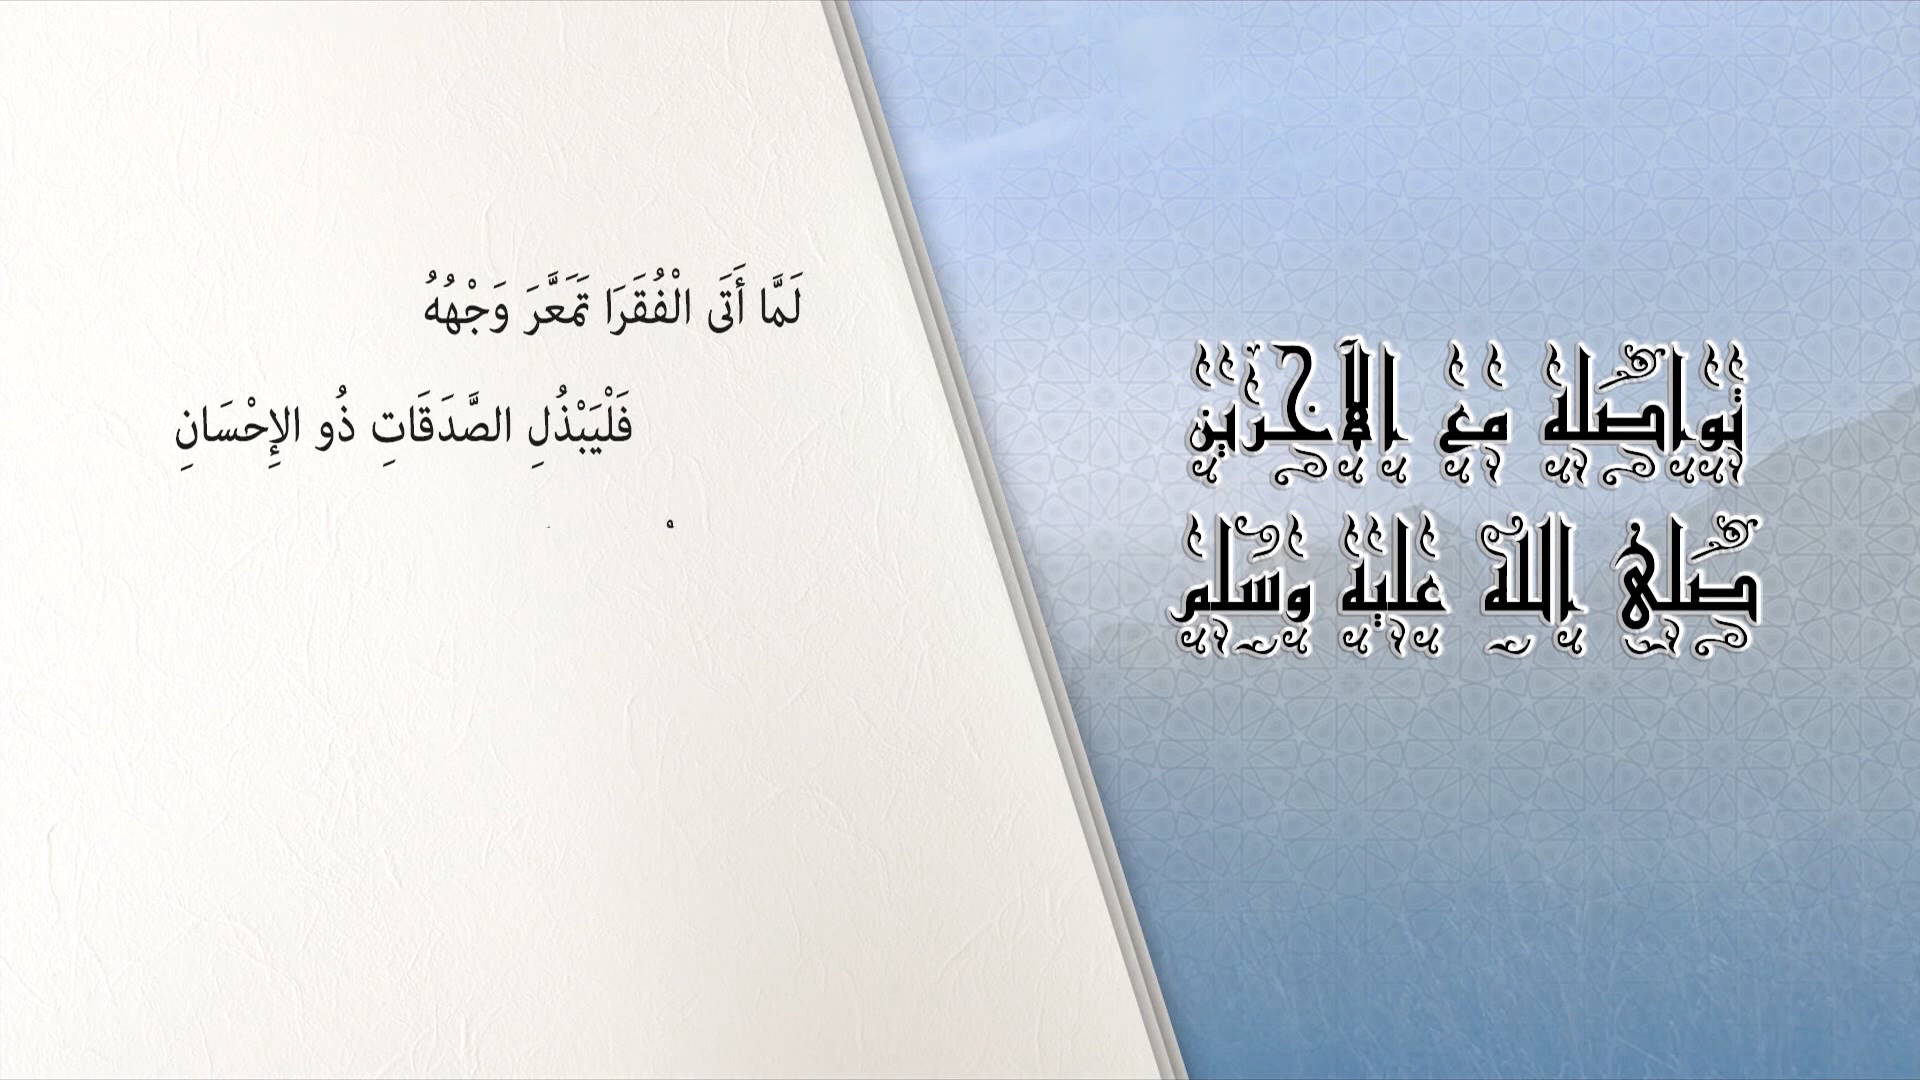 تواصله مع الآخرين
صلى الله عليه وسلم
لَمَّا أَتَى الْفُقَرَا تَمَعَّرَ وَجْهُهُ
فَلْيَبْذُلِ الصَّدَقَاتِ ذُو الإِحْسَانِ